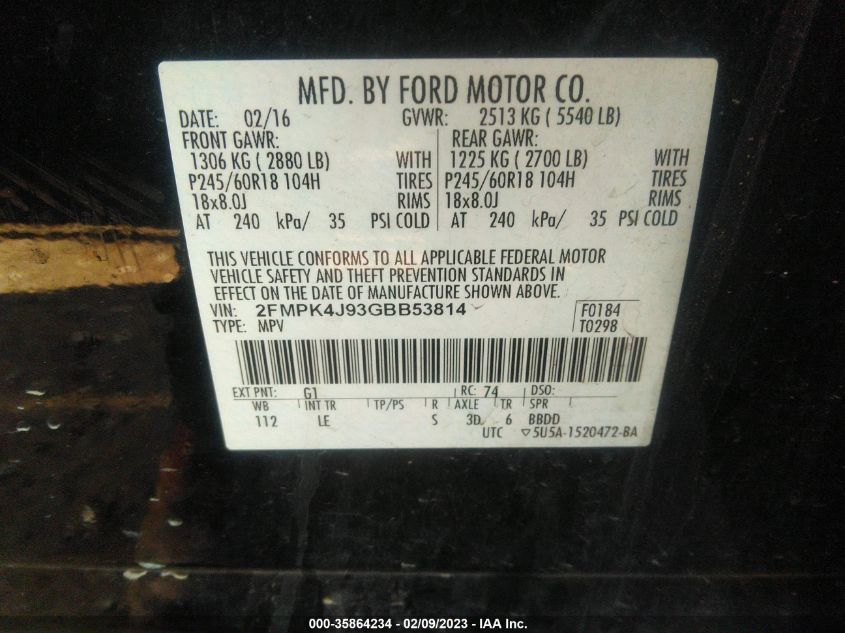 MFD. BY FORD MOTOR CO.
DATE: 02/16 GVWR: 2513 KG ( 5540 LB)
FRONT GAWR: REAR GAWR:
1306 KG ( 2880 LB) WITH 1225 KG ( 2700 LB) WITH
P245/60R18 104H TIRES P245/60R18 104H TIRES
18x8.0J RIMS 18x8.0J RIMS
AT 240 kPa/ 35 PSI COLD AT 240 kPa/ 35 PSI COLD
THIS VEHICLE CONFORMS TO ALL APPLICABLE FEDERAL MOTOR
VEHICLE SAFETY AND THEFT PREVENTION STANDARDS IN
EFFECT ON THE DATE OF MANUFACTURE SHOWN ABOVE.
VIN: 2FMPK4J93GBB53814 F0184
TYPE: MPV T0298
EXT PNT: G1 RC: 74 DSO:
WB INT TR TP/PS R AXLE TR SPR
112 LE S 3D 6 BBDD
UTC ▽5U5A-1520472-BA
000-35864234 - 02/09/2023 - IAA Inc.